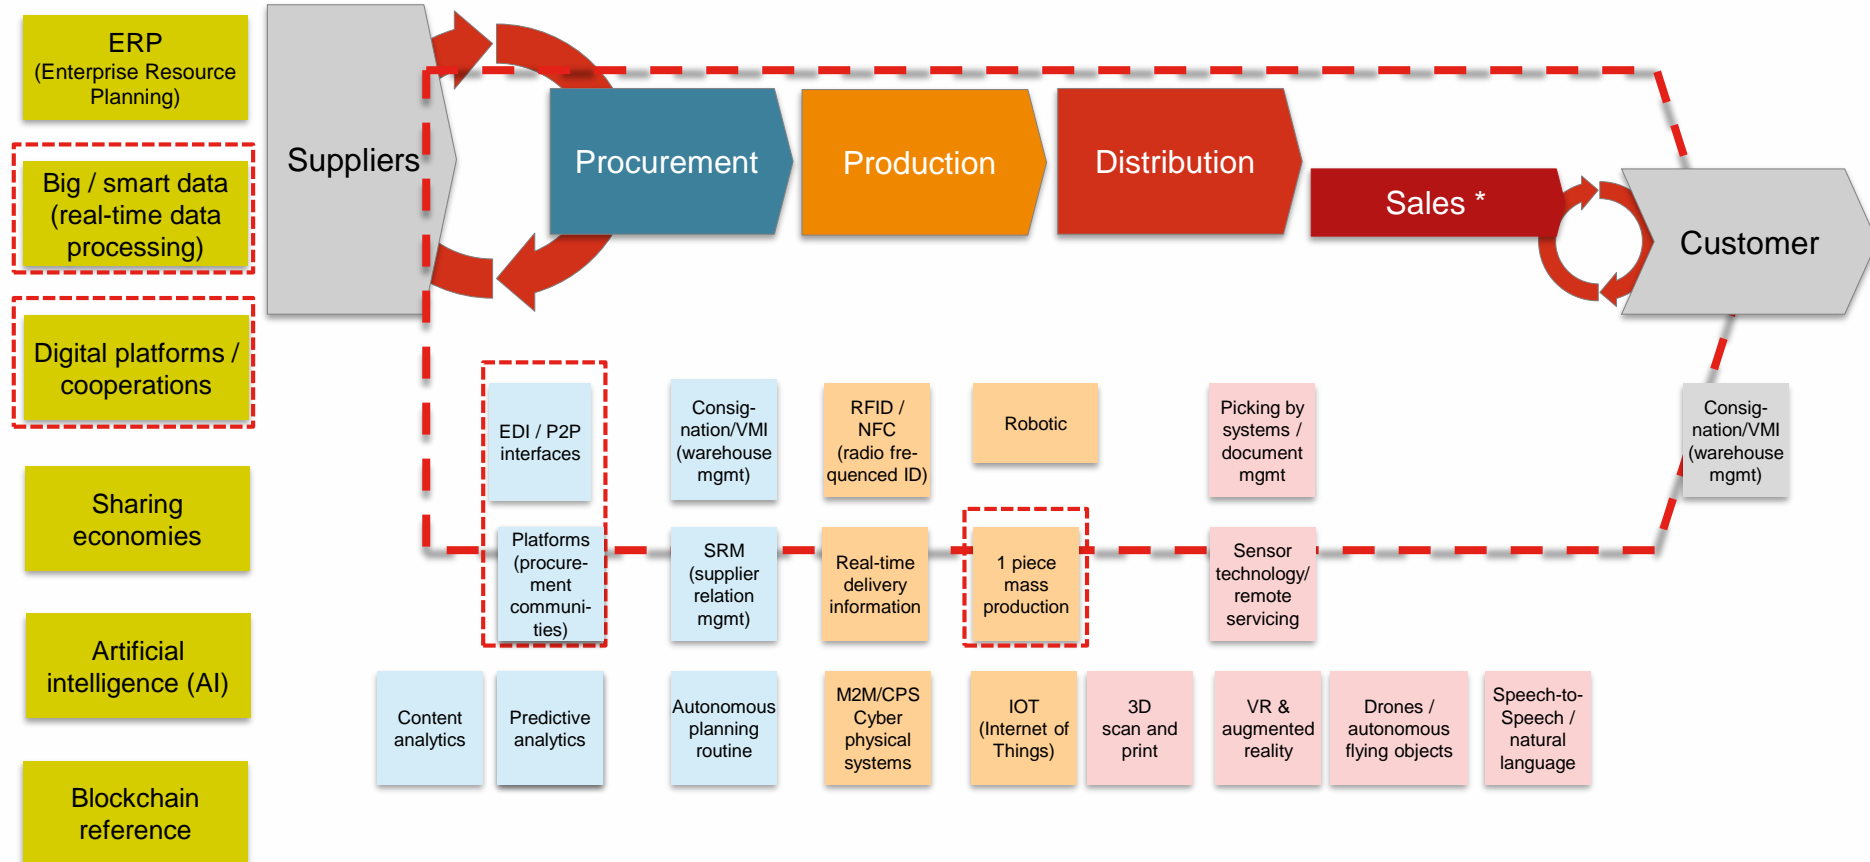 ERP
(Enterprise Resource
Planning)
Big / smart data
(real-time data
processing)
Digital platforms /
cooperations
Sharing
economies
Artificial
intelligence (AI)
Blockchain
reference
Suppliers
Procurement
Production
Distribution
Sales *
Customer
EDI / P2P
interfaces
Consig-
nation/VMI
(warehouse
mgmt)
RFID /
NFC
(radio fre-
quenced ID)
Robotic
Picking by
systems /
document
mgmt
Consig-
nation/VMI
(warehouse
mgmt)
Platforms
(procure-
ment
communi-
ties)
SRM
(supplier
relation
mgmt)
Real-time
delivery
information
1 piece
mass
production
Sensor
technology/
remote
servicing
Content
analytics
Predictive
analytics
Autonomous
planning
routine
M2M/CPS
Cyber
physical
systems
IOT
(Internet of
Things)
3D
scan and
print
VR &
augmented
reality
Drones /
autonomous
flying objects
Speech-to-
Speech /
natural
language